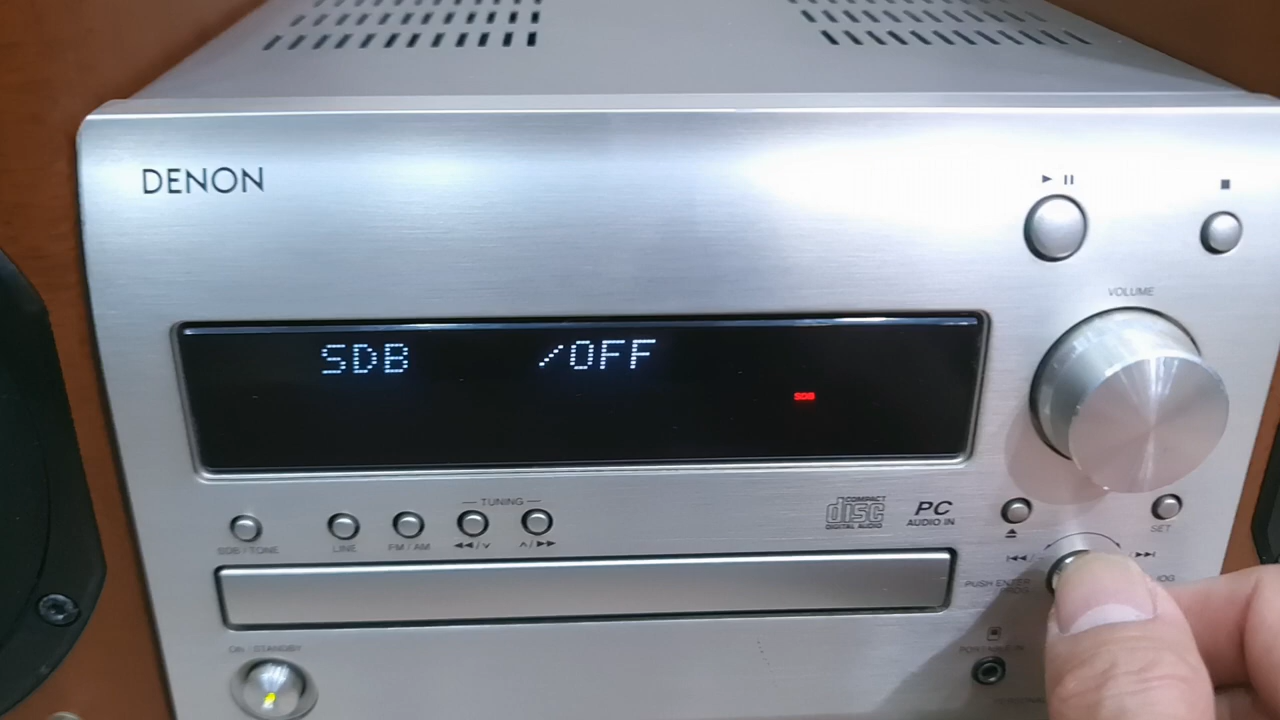 DENON
VOLUME
SDB /OFF
SDB
TUNING
COMPACT
disc
DIGITAL AUDIO
PC
AUDIO IN
SDB / TONE
LINE
FM / AM
SET
PUSH ENTER
JOG
ON / STANDBY